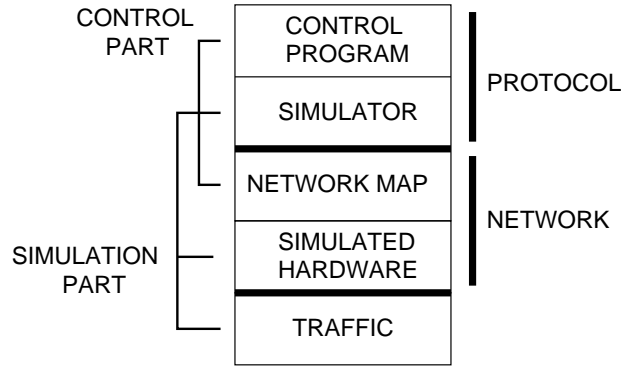 CONTROL
PART
CONTROL
PROGRAM
PROTOCOL
SIMULATOR
NETWORK MAP
NETWORK
SIMULATION
PART
SIMULATED
HARDWARE
TRAFFIC